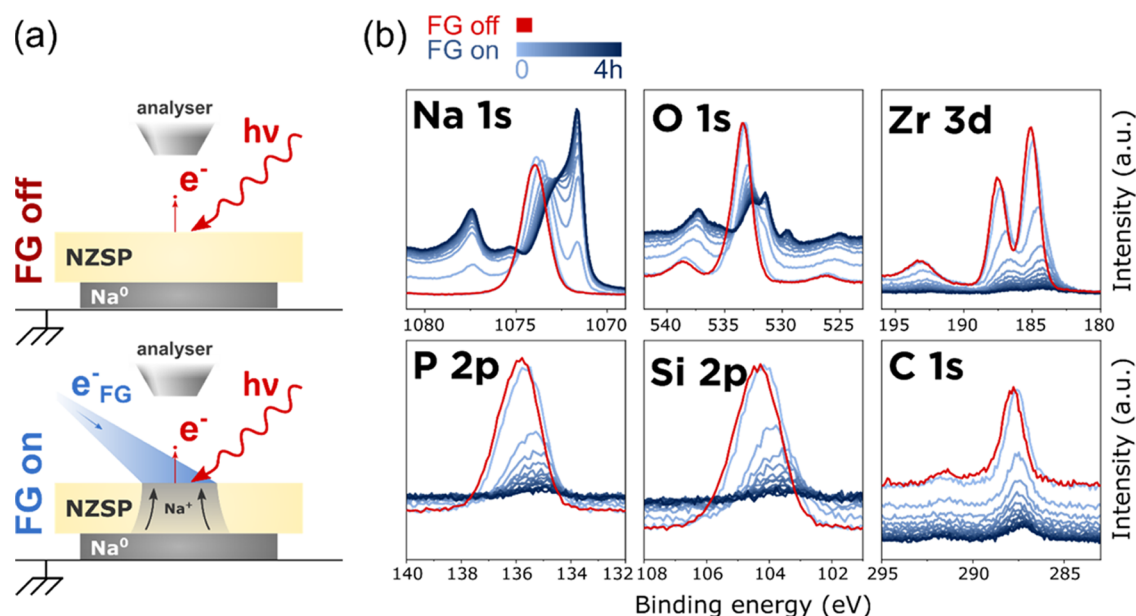 (a)
analyser
hν
e-
FG off
NZSP
Na0
analyser
e-FG
hν
e-
FG on
NZSP
Na+
Na0
(b)
FG off
FG on
0 4h
Na 1s
O 1s
Zr 3d
Intensity (a.u.)
1080 1075 1070
540 535 530 525
195 190 185 180
P 2p
Si 2p
C 1s
Intensity (a.u.)
140 138 136 134 132
108 106 104 102
295 290 285
Binding energy (eV)